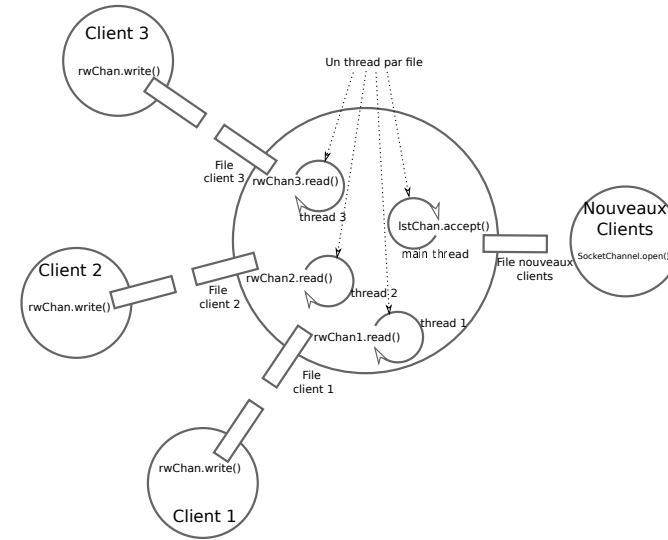 Client 3
rwChan.write()
Un thread par file
File
client 3
rwChan3.read()
thread 3
lstChan.accept()
main thread
Nouveaux
Clients
SocketChannel.open()
File nouveaux
clients
Client 2
rwChan.write()
File
client 2
rwChan2.read()
thread 2
rwChan1.read()
thread 1
File
client 1
rwChan.write()
Client 1